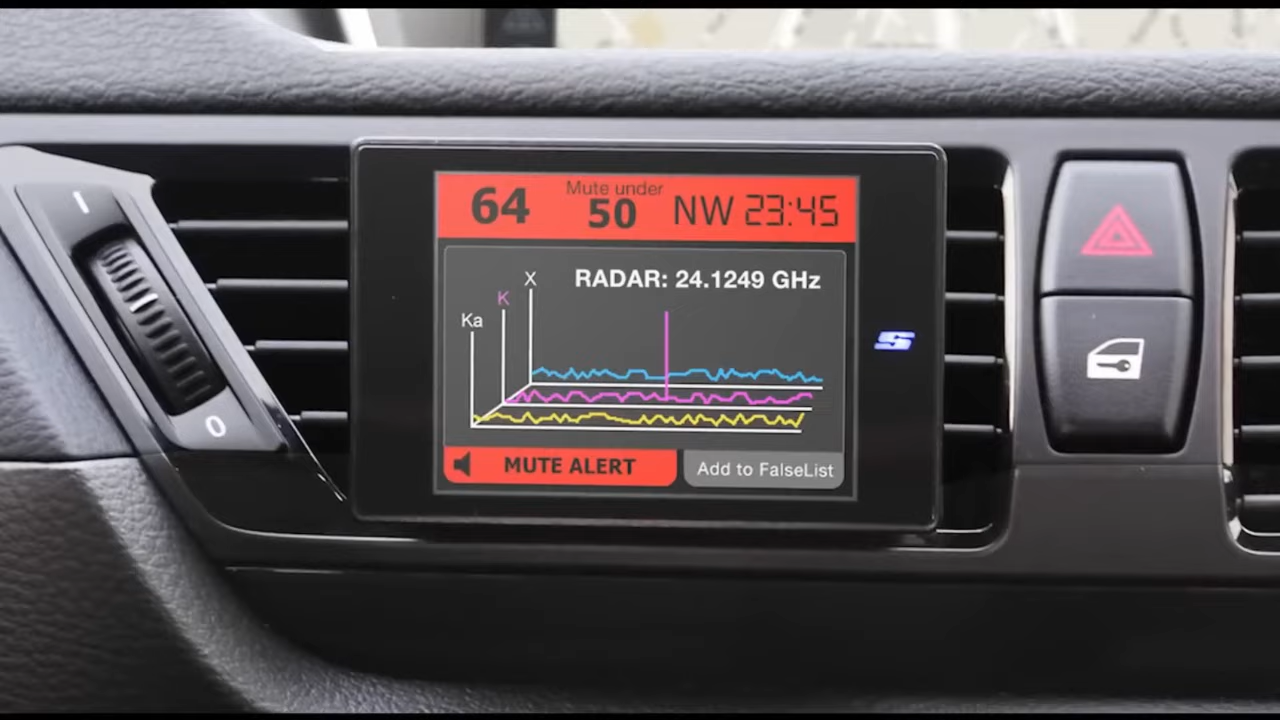 64 Mute under 50 NW 23:45
RADAR: 24.1249 GHz
X
K
Ka
MUTE ALERT
Add to FalseList
I
0
S